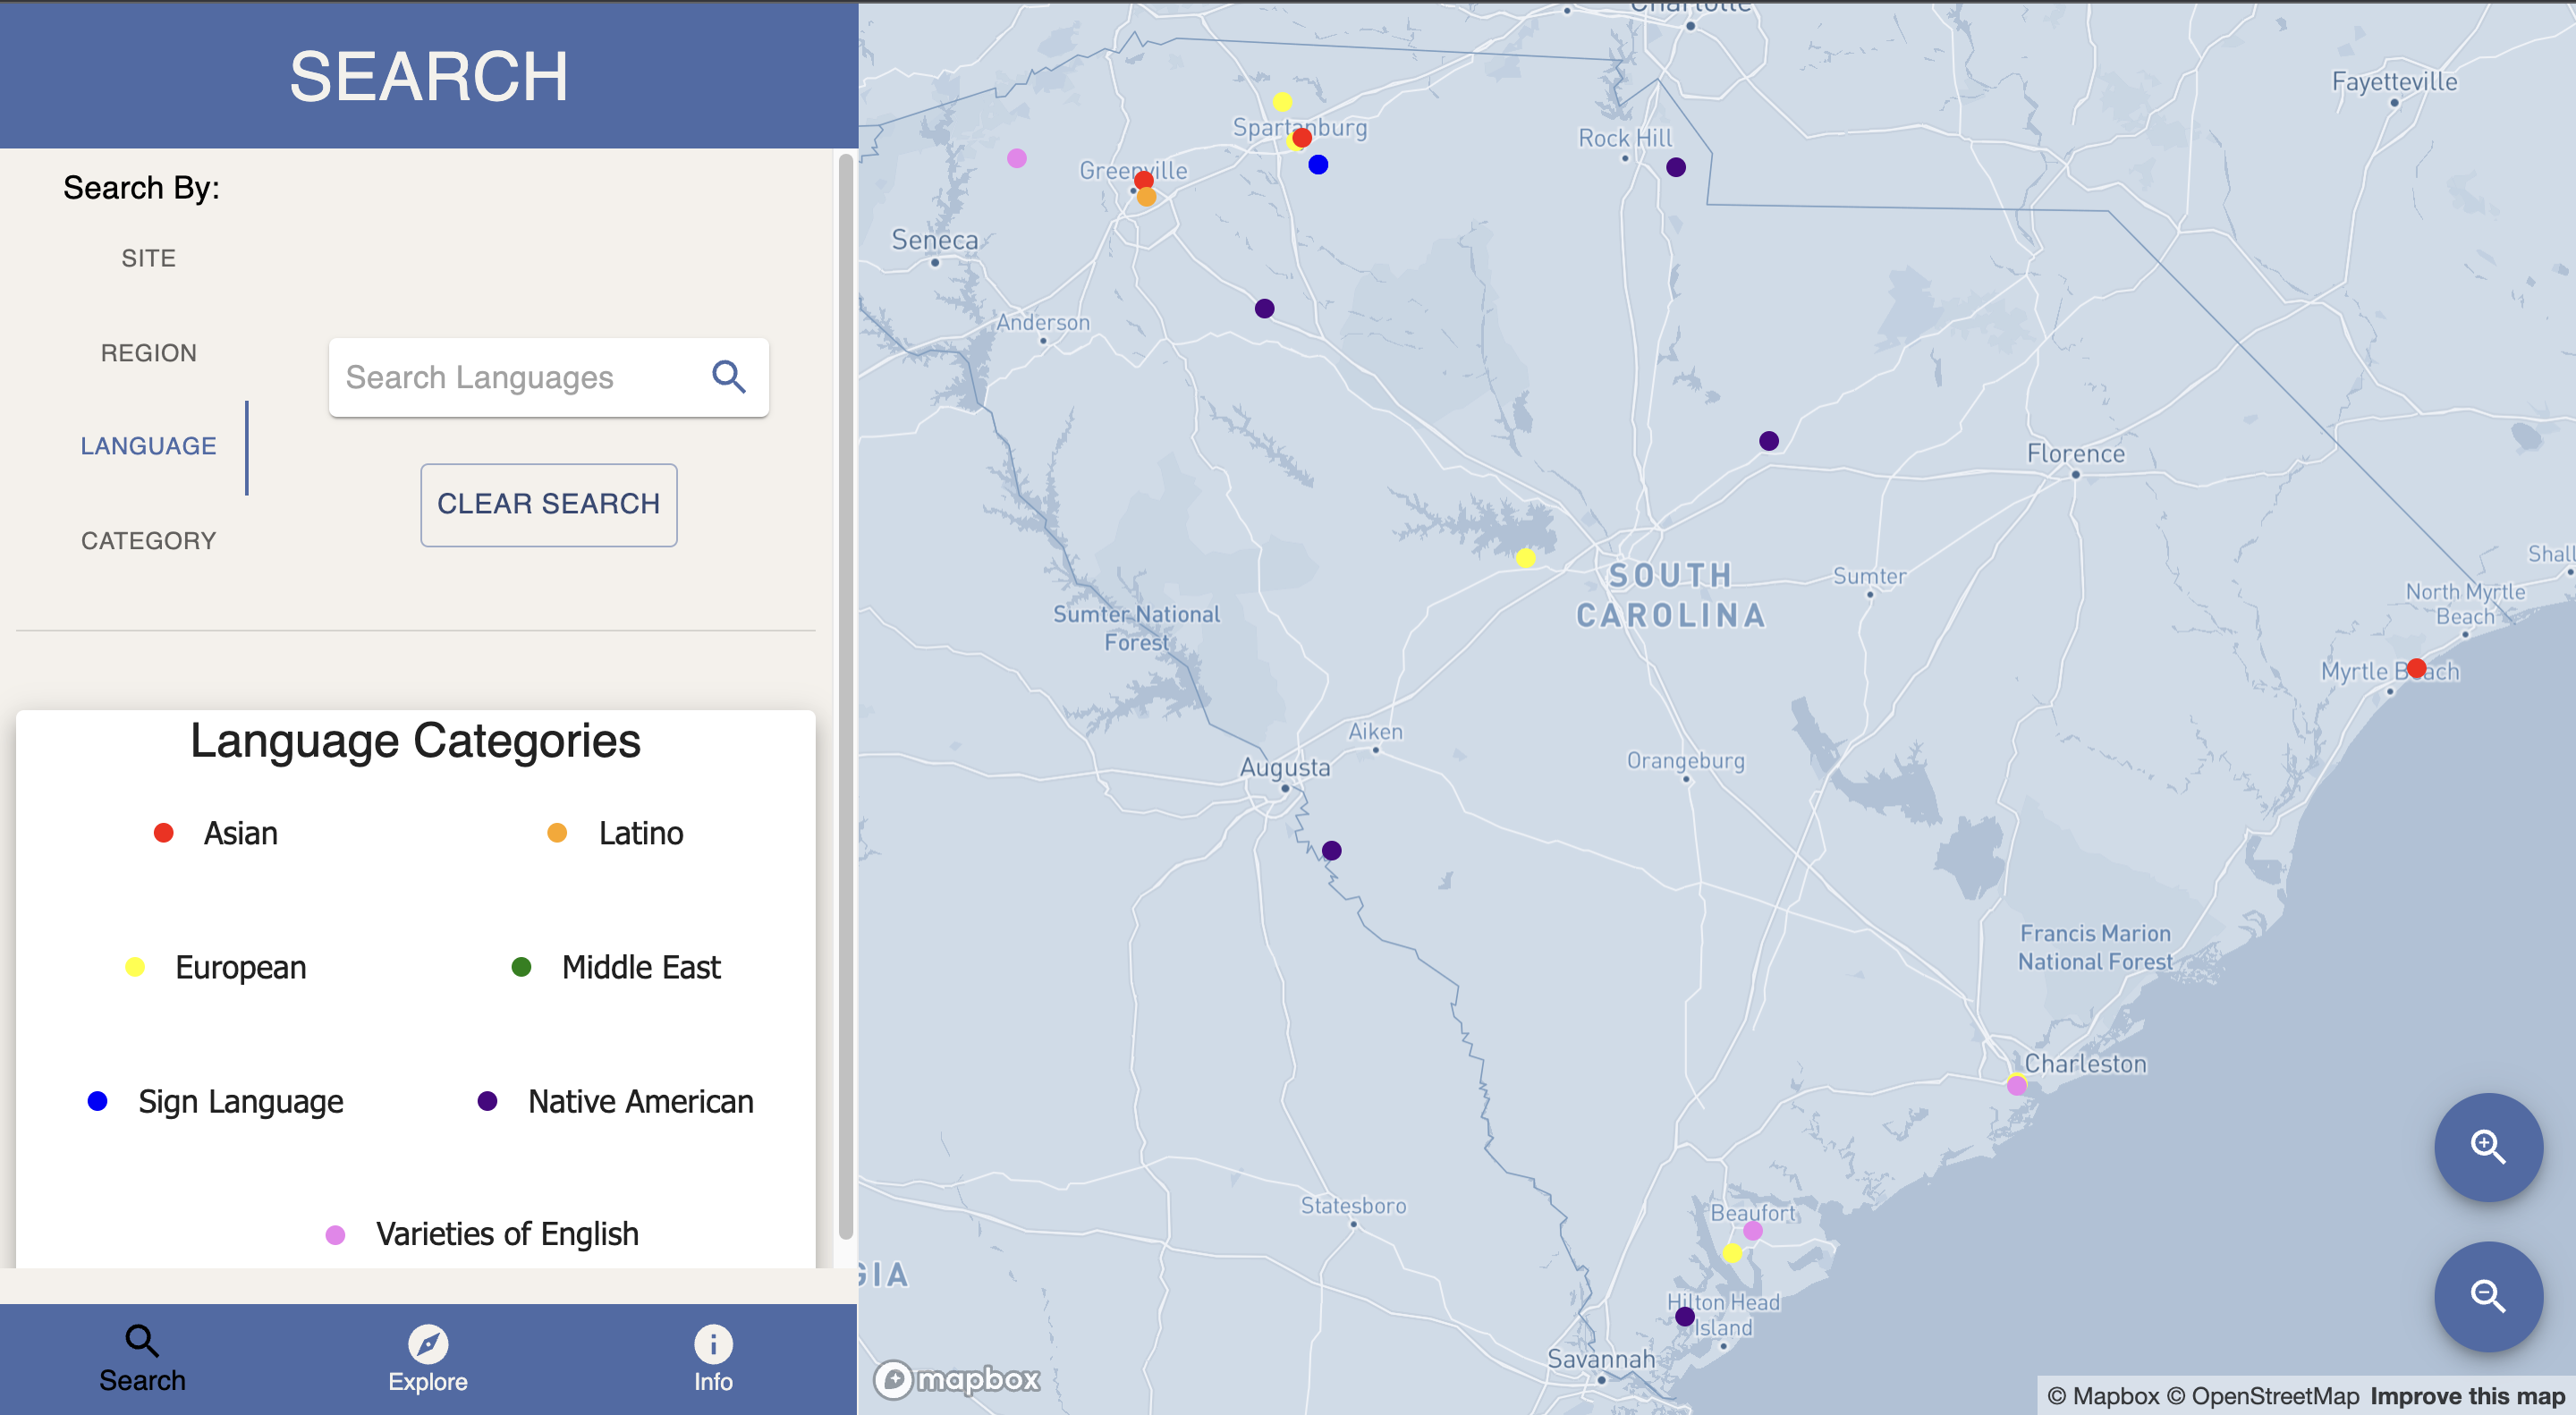 SEARCH
Search By:
SITE
REGION
LANGUAGE
CATEGORY
Search Languages
CLEAR SEARCH
Language Categories
Asian
Latino
European
Middle East
Sign Language
Native American
Varieties of English
Search
Explore
Info
Charlotte
Fayetteville
Spartanburg
Rock Hill
Greenville
Seneca
Anderson
Florence
SOUTH
CAROLINA
Sumter
Shall
North Myrtle
Beach
Sumter National
Forest
Myrtle Beach
Aiken
Augusta
Orangeburg
Francis Marion
National Forest
Charleston
Statesboro
Beaufort
GIA
Hilton Head
Island
Savannah
mapbox
© Mapbox © OpenStreetMap Improve this map